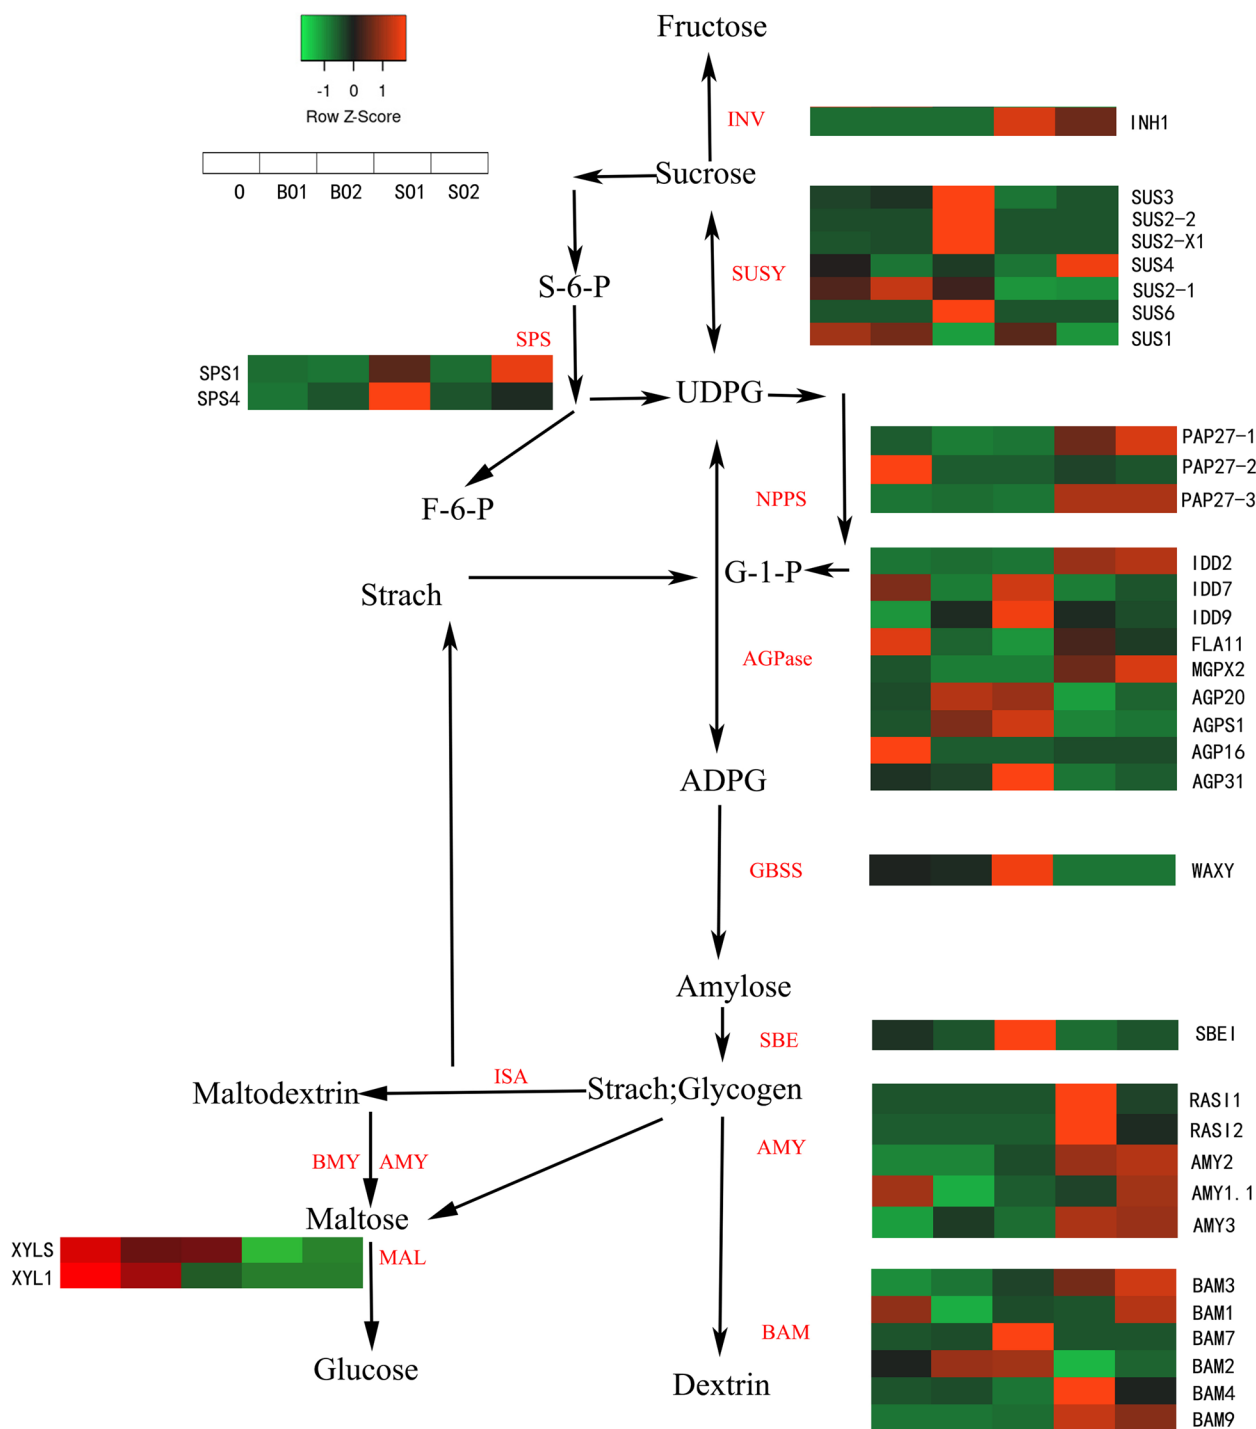 Fructose
-1 0 1
Row Z-Score
INV
INH1
Sucrose
0 B01 B02 S01 S02
SUS3
SUS2-2
SUS2-X1
SUSY
SUS4
S-6-P
SUS2-1
SUS6
SUS1
SPS
SPS1
SPS4
UDPG
PAP27-1
PAP27-2
NPPS
PAP27-3
F-6-P
G-1-P
IDD2
Strach
IDD7
IDD9
FLA11
AGPase
MGPX2
AGP20
AGPS1
AGP16
ADPG
AGP31
GBSS
WAXY
Amylose
SBE
SBEI
ISA
Maltodextrin
Strach;Glycogen
RASI1
RASI2
AMY
BMY AMY
AMY2
AMY1.1
Maltose
AMY3
XYLS
MAL
XYL1
BAM3
BAM1
BAM
BAM7
Glucose
BAM2
Dextrin
BAM4
BAM9